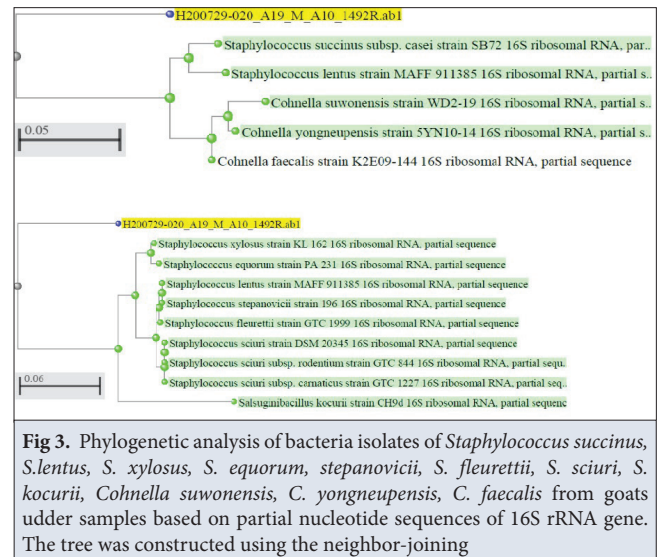 H200729-020_A19_M_A10_1492R.ab1
Staphylococcus succinus subsp. casei strain SB72 16S ribosomal RNA, par...
Staphylococcus lentus strain MAFF 911385 16S ribosomal RNA, partial s...
Cohnella suwonensis strain WD2-19 16S ribosomal RNA, partial s...
0.05
Cohnella yongneupensis strain 5YN10-14 16S ribosomal RNA, partial s...
Cohnella faecalis strain K2E09-144 16S ribosomal RNA, partial sequence
H200729-020_A19_M_A10_1492R.ab1
Staphylococcus xylosus strain KL 162 16S ribosomal RNA, partial sequence
Staphylococcus equorum strain PA 231 16S ribosomal RNA, partial sequence
Staphylococcus lentus strain MAFF 911385 16S ribosomal RNA, partial sequence
Staphylococcus stepanovicii strain 196 16S ribosomal RNA, partial sequence
Staphylococcus fleurettii strain GTC 1999 16S ribosomal RNA, partial sequence
Staphylococcus sciuri strain DSM 20345 16S ribosomal RNA, partial sequence
Staphylococcus sciuri subsp. rodentium strain GTC 844 16S ribosomal RNA, partial sequ..
0.06
Staphylococcus sciuri subsp. carnaticus strain GTC 1227 16S ribosomal RNA, partial seq..
Salsuginibacillus kocurii strain CH9d 16S ribosomal RNA, partial sequenc
Fig 3. Phylogenetic analysis of bacteria isolates of Staphylococcus succinus,
S.lentus, S. xylosus, S. equorum, stepanovicii, S. fleurettii, S. sciuri, S.
kocurii, Cohnella suwonensis, C. yongneupensis, C. faecalis from goats
udder samples based on partial nucleotide sequences of 16S rRNA gene.
The tree was constructed using the neighbor-joining